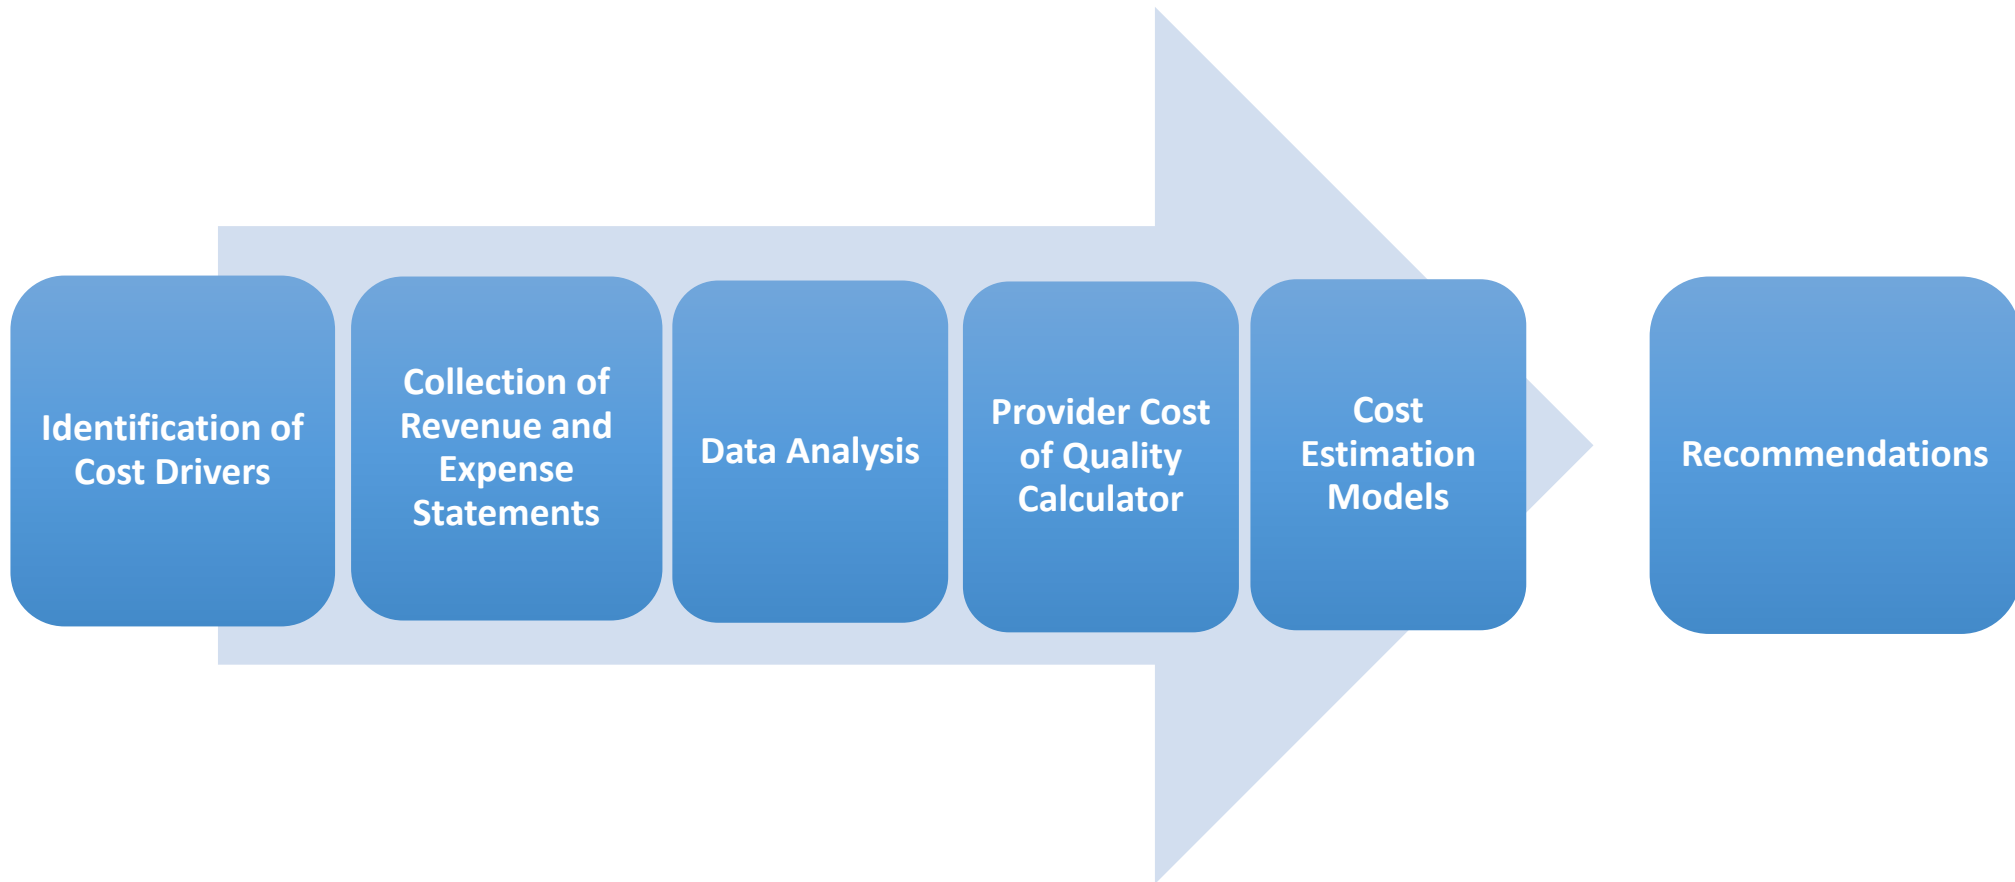 Identification of
Cost Drivers
Collection of
Revenue and
Expense
Statements
Data Analysis
Provider Cost
of Quality
Calculator
Cost
Estimation
Models
Recommendations